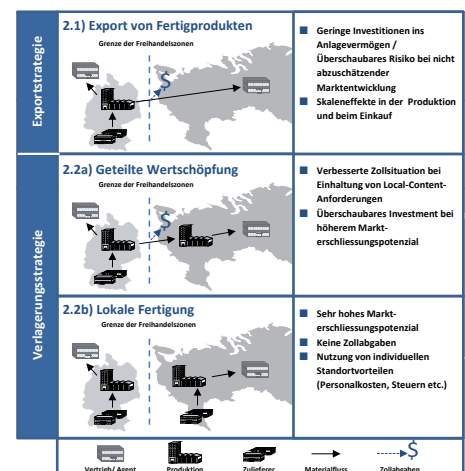 Exportstrategie
2.1) Export von Fertigprodukten
Grenze der Freihandelszonen
$
Geringe Investitionen ins
Anlagevermögen /
Überschaubares Risiko bei nicht
abzuschätzender
Marktentwicklung
Skaleneffekte in der Produktion
und beim Einkauf
Verlagerungsstrategie
2.2a) Geteilte Wertschöpfung
Grenze der Freihandelszonen
$
Verbesserte Zollsituation bei
Einhaltung von Local-Content-
Anforderungen
Überschaubares Investment bei
höherem Markt-
erschliessungspotenzial
2.2b) Lokale Fertigung
Grenze der Freihandelszonen
Sehr hohes Markt-
erschliessungspotenzial
Keine Zollabgaben
Nutzung von individuellen
Standortvorteilen
(Personalkosten, Steuern etc.)
$
Vertrieb/ Agent Produktion Zulieferer Materialfluss Zollabgaben